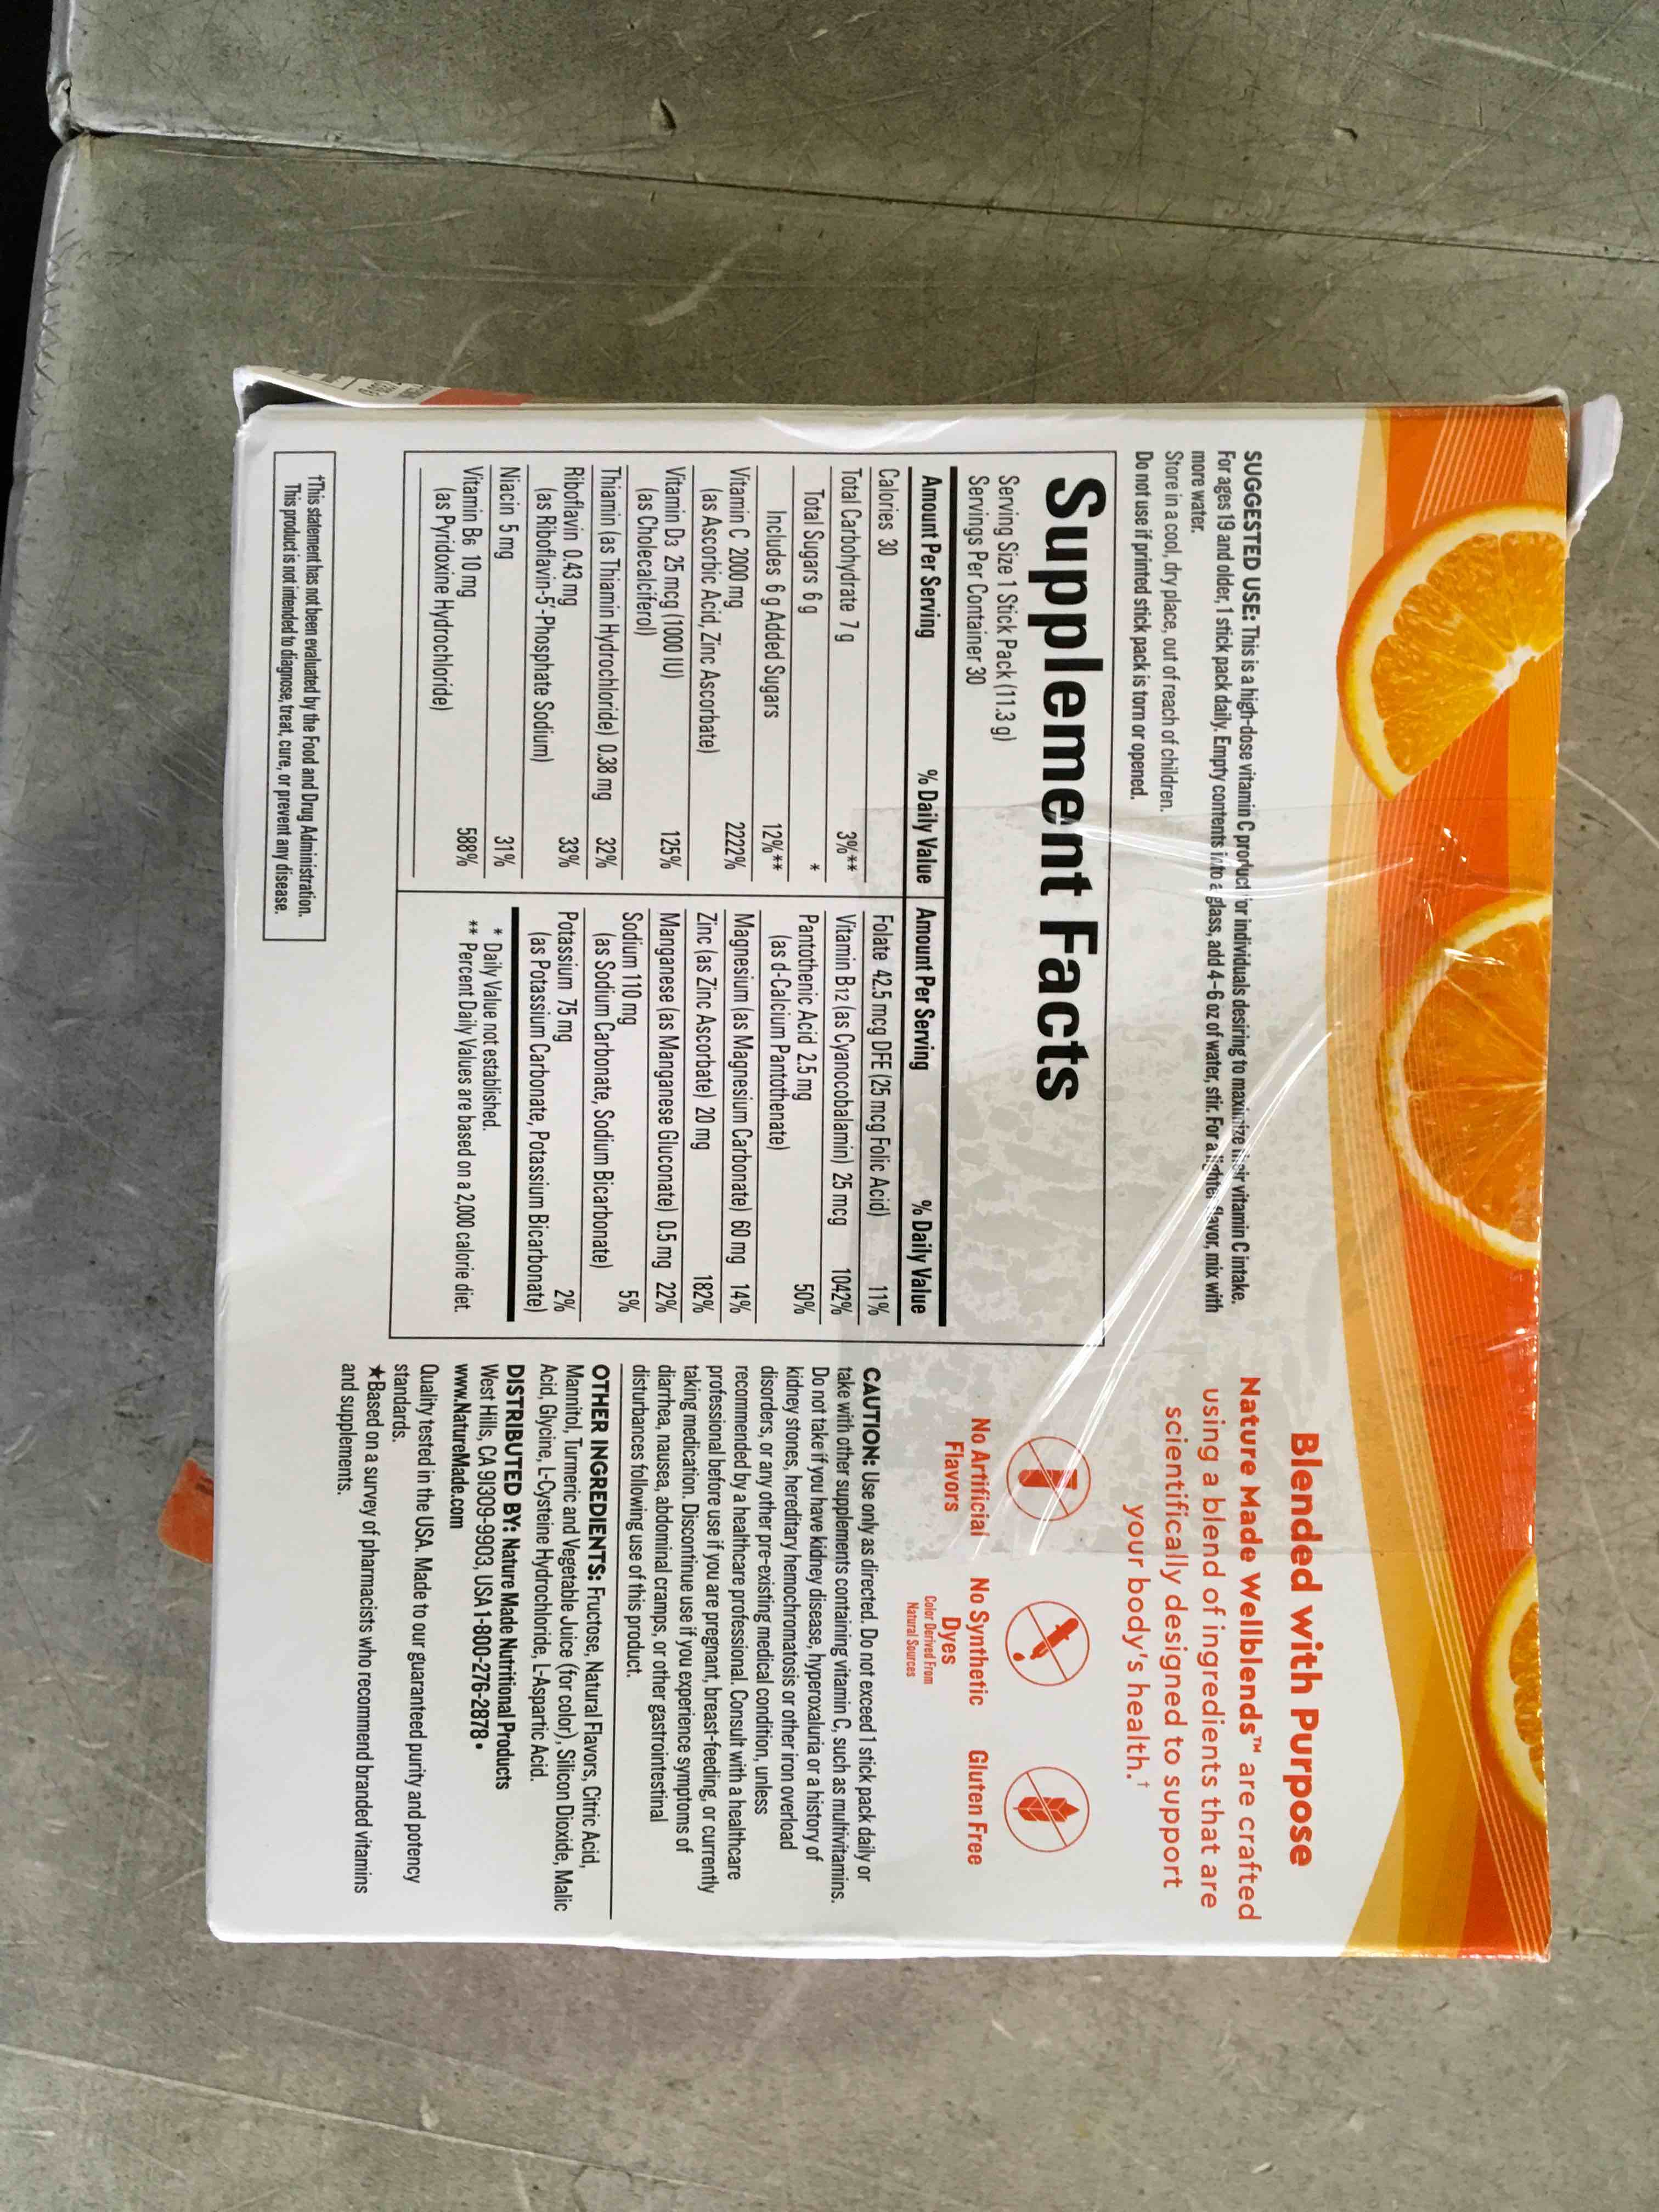 SUGGESTED USE: This is a high-dose vitamin C product for individuals desiring to maximize their vitamin C intake.
For ages 19 and older, 1 stick pack daily. Empty contents into a glass, add 4–6 oz of water, stir. For a lighter flavor, mix with
more water.
Store in a cool, dry place, out of reach of children.
Do not use if printed stick pack is torn or opened.
Supplement Facts
Serving Size 1 Stick Pack (11.3 g)
Servings Per Container 30
Amount Per Serving % Daily Value
Calories 30
Total Carbohydrate 7 g 3%**
Total Sugars 6 g *
Includes 6 g Added Sugars 12%**
Vitamin C 2000 mg 2222%
(as Ascorbic Acid, Zinc Ascorbate)
Vitamin D3 25 mcg (1000 IU) 125%
(as Cholecalciferol)
Thiamin (as Thiamin Hydrochloride) 0.38 mg 32%
Riboflavin 0.43 mg 33%
(as Riboflavin-5'-Phosphate Sodium)
Niacin 5 mg 31%
Vitamin B6 10 mg 588%
(as Pyridoxine Hydrochloride)
Amount Per Serving % Daily Value
Folate 42.5 mcg DFE (25 mcg Folic Acid) 11%
Vitamin B12 (as Cyanocobalamin) 25 mcg 1042%
Pantothenic Acid 2.5 mg 50%
(as d-Calcium Pantothenate)
Magnesium (as Magnesium Carbonate) 60 mg 14%
Zinc (as Zinc Ascorbate) 20 mg 182%
Manganese (as Manganese Gluconate) 0.5 mg 22%
Sodium 110 mg 5%
(as Sodium Carbonate, Sodium Bicarbonate)
Potassium 75 mg 2%
(as Potassium Carbonate, Potassium Bicarbonate)
* Daily Value not established.
** Percent Daily Values are based on a 2,000 calorie diet.
†This statement has not been evaluated by the Food and Drug Administration.
This product is not intended to diagnose, treat, cure, or prevent any disease.
Blended with Purpose
Nature Made Wellblends™ are crafted
using a blend of ingredients that are
scientifically designed to support
your body's health.†
No Artificial
Flavors
No Synthetic
Dyes
Color Derived From
Natural Sources
Gluten Free
CAUTION: Use only as directed. Do not exceed 1 stick pack daily or
take with other supplements containing vitamin C, such as multivitamins.
Do not take if you have kidney disease, hyperoxaluria or a history of
kidney stones, hereditary hemochromatosis or other iron overload
disorders, or any other pre-existing medical condition, unless
recommended by a healthcare professional. Consult with a healthcare
professional before use if you are pregnant, breast-feeding, or currently
taking medication. Discontinue use if you experience symptoms of
diarrhea, nausea, abdominal cramps, or other gastrointestinal
disturbances following use of this product.
OTHER INGREDIENTS: Fructose, Natural Flavors, Citric Acid,
Mannitol, Turmeric and Vegetable Juice (for color), Silicon Dioxide, Malic
Acid, Glycine, L-Cysteine Hydrochloride, L-Aspartic Acid.
DISTRIBUTED BY: Nature Made Nutritional Products
West Hills, CA 91309-9903, USA 1-800-276-2878 •
www.NatureMade.com
Quality tested in the USA. Made to our guaranteed purity and potency
standards.
★Based on a survey of pharmacists who recommend branded vitamins
and supplements.